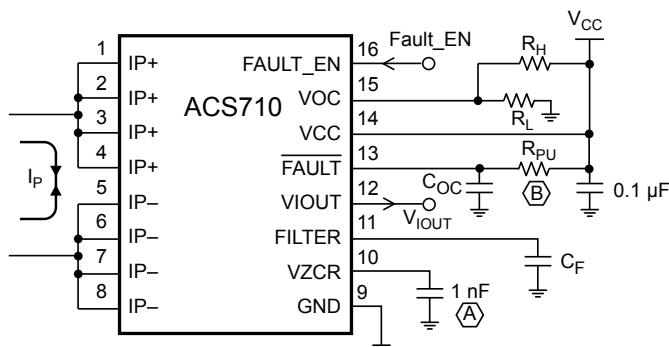 V_CC
Fault_EN
R_H
1 IP+ FAULT_EN 16
2 IP+ VOC 15
ACS710
R_L
3 IP+ VCC 14
4 IP+ FAULT 13
R_PU
I_P
C_OC
B
0.1 µF
5 IP– VIOUT 12
V_IOUT
6 IP– FILTER 11
C_F
7 IP– VZCR 10
1 nF
A
8 IP– GND 9